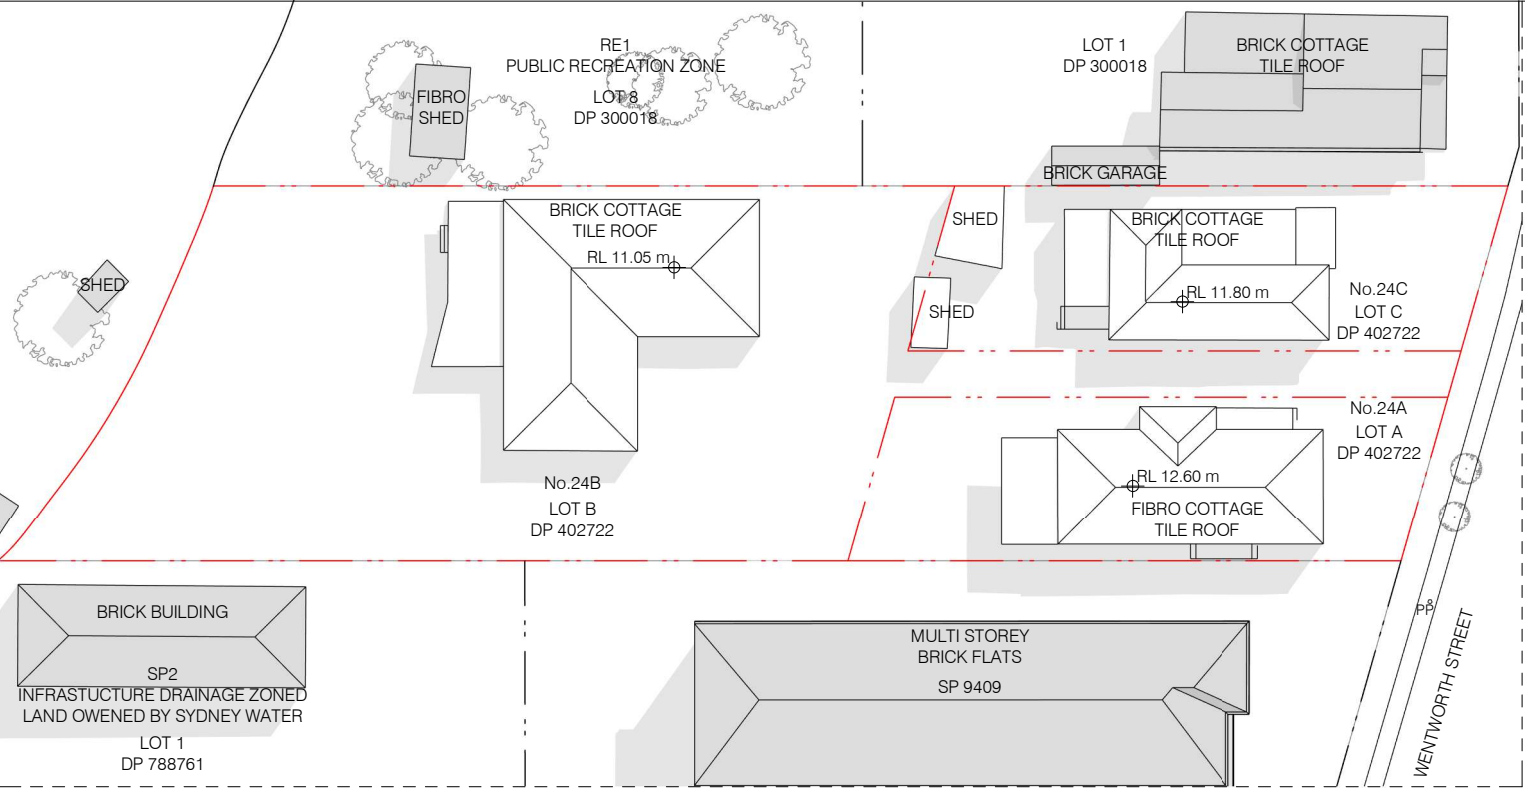 RE1
PUBLIC RECREATION ZONE
LOT 8
DP 300018
FIBRO
SHED
LOT 1
DP 300018
BRICK COTTAGE
TILE ROOF
BRICK GARAGE
BRICK COTTAGE
TILE ROOF
RL 11.05 m
SHED
SHED
SHED
BRICK COTTAGE
TILE ROOF
RL 11.80 m
No.24C
LOT C
DP 402722
No.24A
LOT A
DP 402722
RL 12.60 m
FIBRO COTTAGE
TILE ROOF
No.24B
LOT B
DP 402722
BRICK BUILDING
SP2
INFRASTUCTURE DRAINAGE ZONED
LAND OWENED BY SYDNEY WATER
LOT 1
DP 788761
MULTI STOREY
BRICK FLATS
SP 9409
PP
WENTWORTH STREET